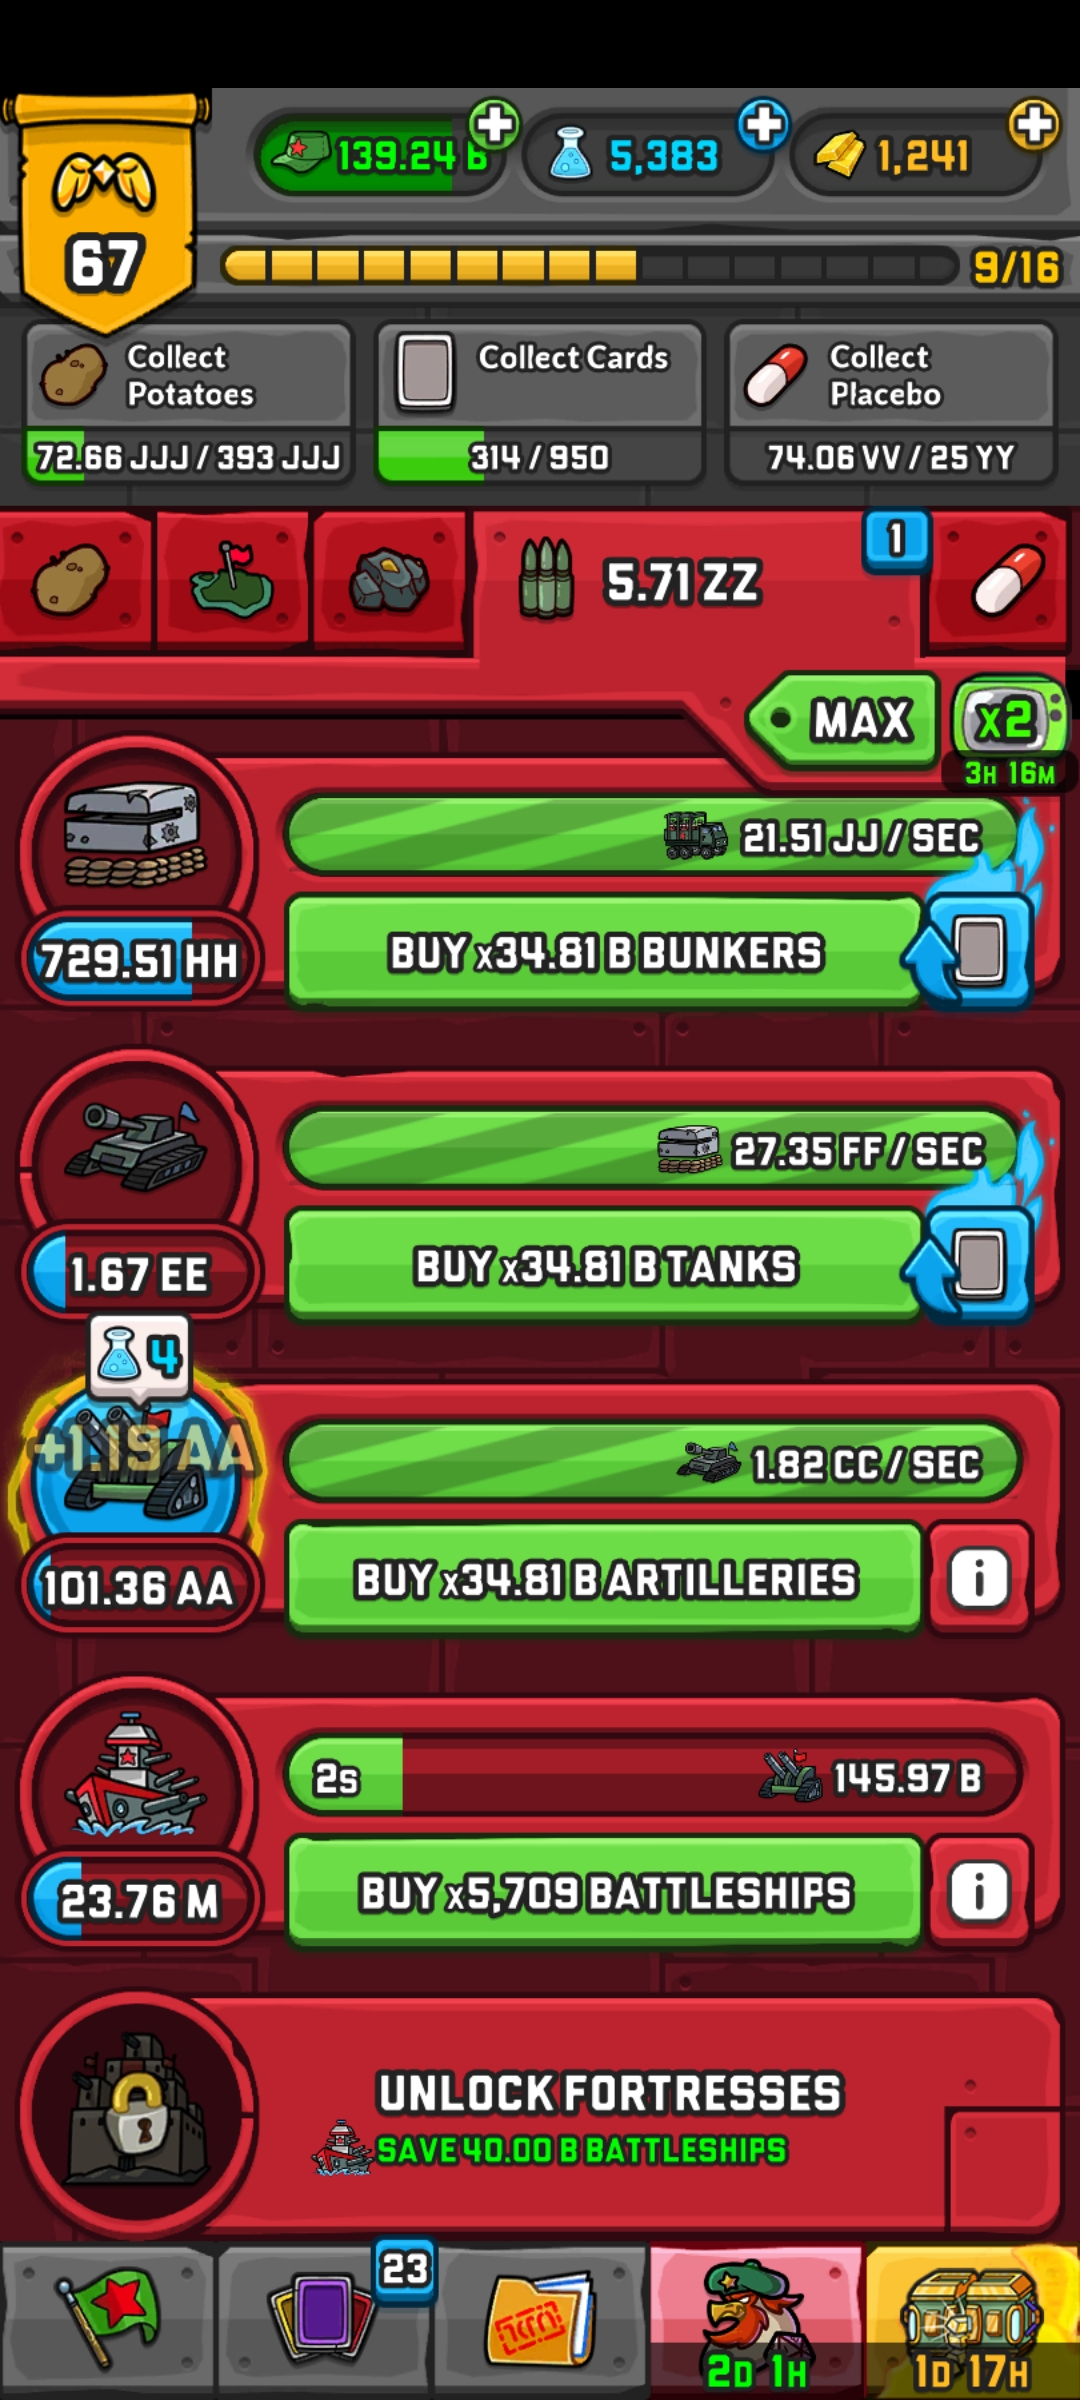 139.24 B
5,383
1,241
67
9/16
Collect
Potatoes
72.66 JJJ / 393 JJJ
Collect Cards
314 / 950
Collect
Placebo
74.06 VV / 25 YY
5.71 ZZ
1
MAX
x2
3H 16M
21.51 JJ / SEC
729.51 HH
BUY x34.81 B BUNKERS
27.35 FF / SEC
1.67 EE
BUY x34.81 B TANKS
4
+1.19 AA
1.82 CC / SEC
101.36 AA
BUY x34.81 B ARTILLERIES
i
2s
145.97 B
23.76 M
BUY x5,709 BATTLESHIPS
i
UNLOCK FORTRESSES
SAVE 40.00 B BATTLESHIPS
23
2D 1H
1D 17H